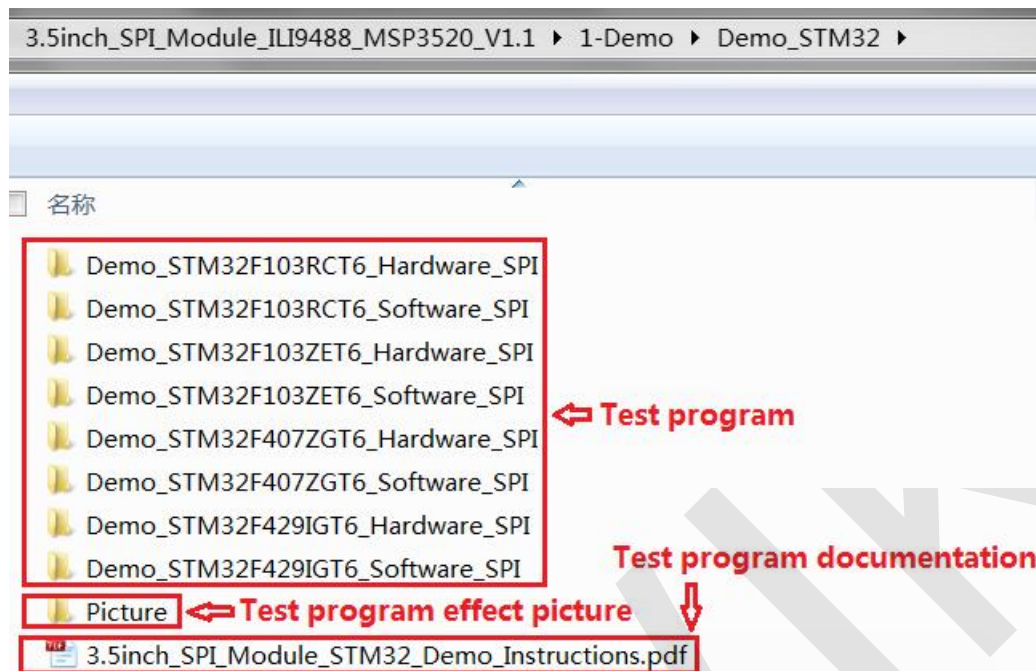 3.5inch_SPI_Module_ILI9488_MSP3520_V1.1 ▸ 1-Demo ▸ Demo_STM32 ▸
名称
Demo_STM32F103RCT6_Hardware_SPI
Demo_STM32F103RCT6_Software_SPI
Demo_STM32F103ZET6_Hardware_SPI
Demo_STM32F103ZET6_Software_SPI
Test program
Demo_STM32F407ZGT6_Hardware_SPI
Demo_STM32F407ZGT6_Software_SPI
Demo_STM32F429IGT6_Hardware_SPI
Test program documentation
Demo_STM32F429IGT6_Software_SPI
Picture Test program effect picture
3.5inch_SPI_Module_STM32_Demo_Instructions.pdf